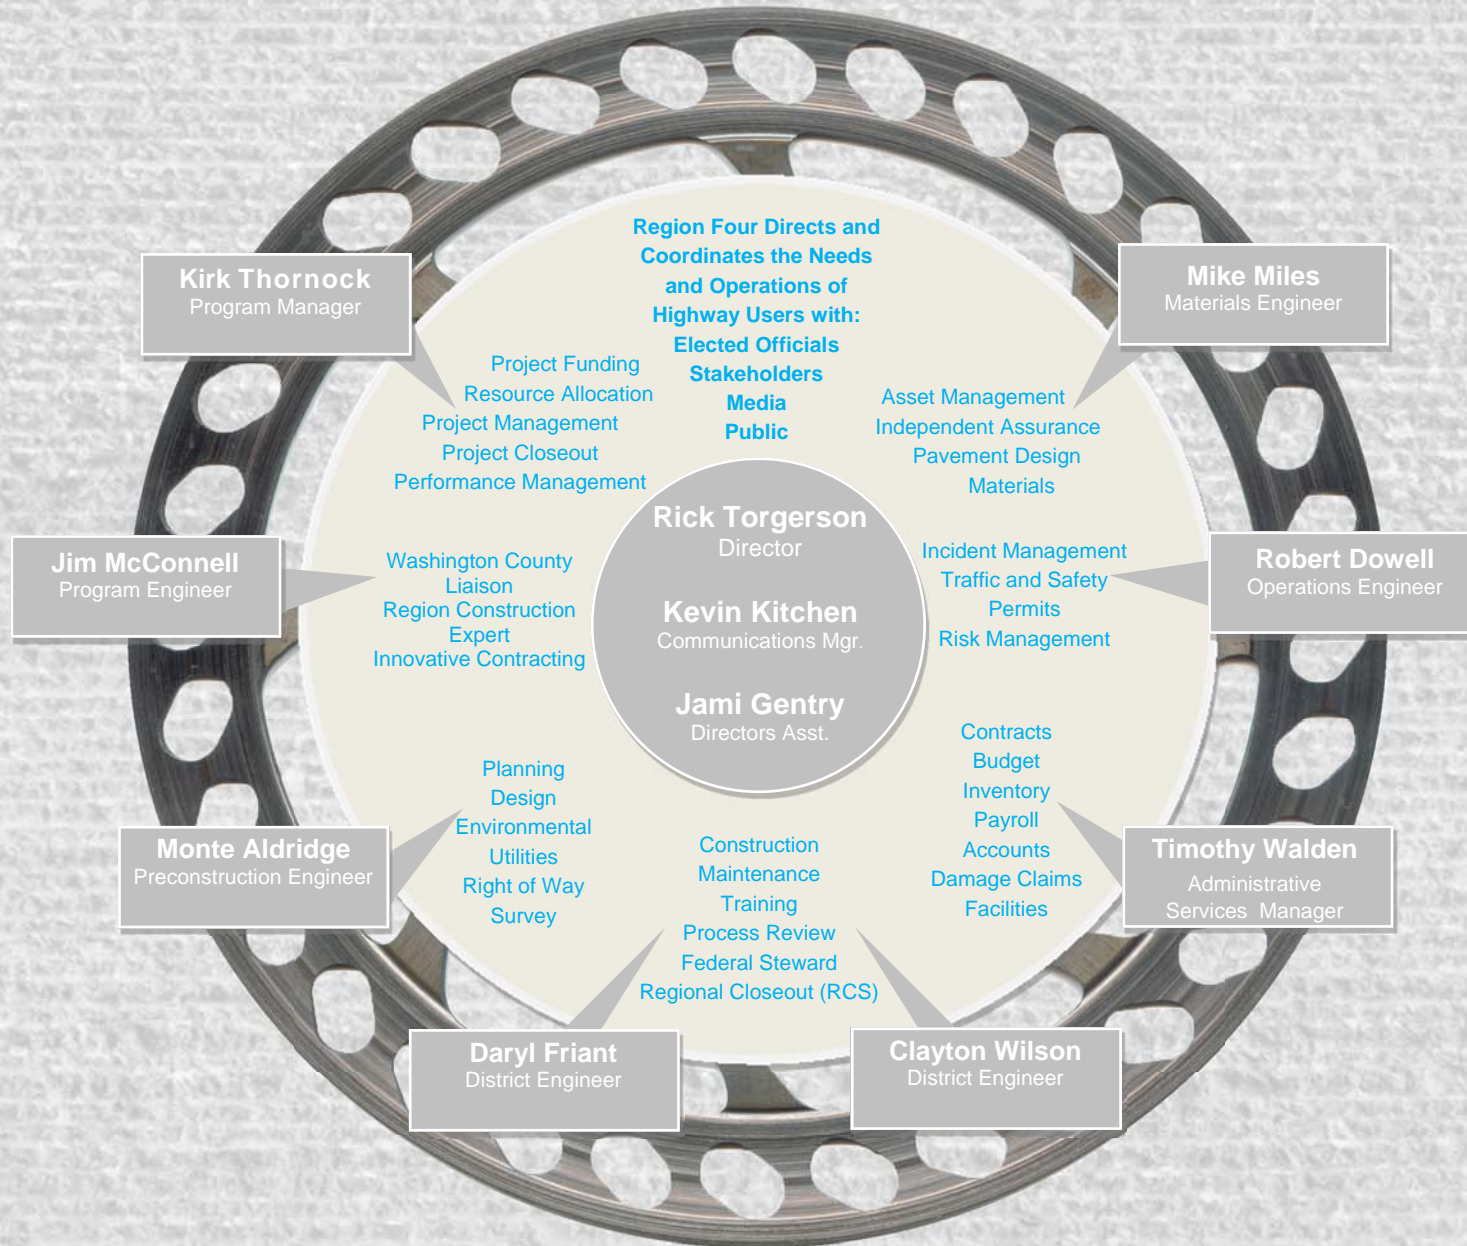 Region Four Directs and
Coordinates the Needs
and Operations of
Highway Users with:
Elected Officials
Stakeholders
Media
Public
Kirk Thornock
Program Manager
Project Funding
Resource Allocation
Project Management
Project Closeout
Performance Management
Mike Miles
Materials Engineer
Asset Management
Independent Assurance
Pavement Design
Materials
Rick Torgerson
Director
Kevin Kitchen
Communications Mgr.
Jami Gentry
Directors Asst.
Jim McConnell
Program Engineer
Washington County
Liaison
Region Construction
Expert
Innovative Contracting
Incident Management
Traffic and Safety
Permits
Risk Management
Robert Dowell
Operations Engineer
Monte Aldridge
Preconstruction Engineer
Planning
Design
Environmental
Utilities
Right of Way
Survey
Construction
Maintenance
Training
Process Review
Federal Steward
Regional Closeout (RCS)
Contracts
Budget
Inventory
Payroll
Accounts
Damage Claims
Facilities
Timothy Walden
Administrative
Services Manager
Daryl Friant
District Engineer
Clayton Wilson
District Engineer